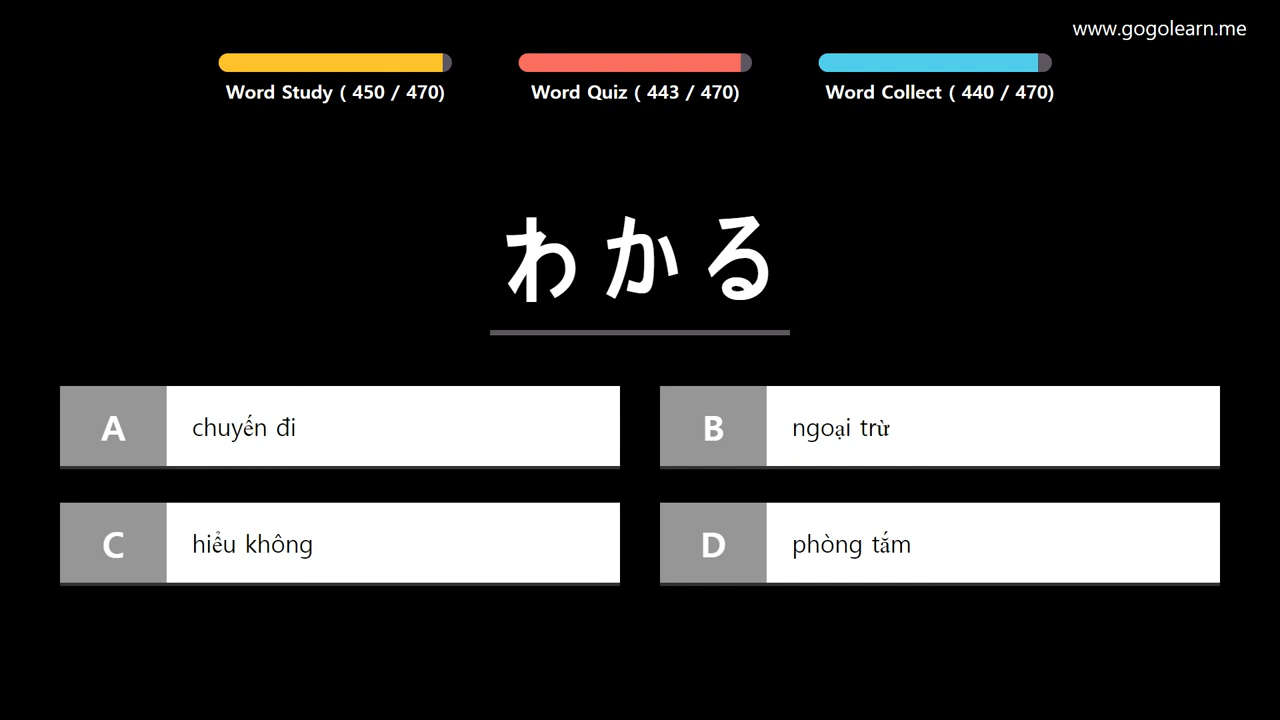 www.gogolearn.me
Word Study ( 450 / 470)
Word Quiz ( 443 / 470)
Word Collect ( 440 / 470)
わかる
A
chuyến đi
B
ngoại trừ
C
hiểu không
D
phòng tắm